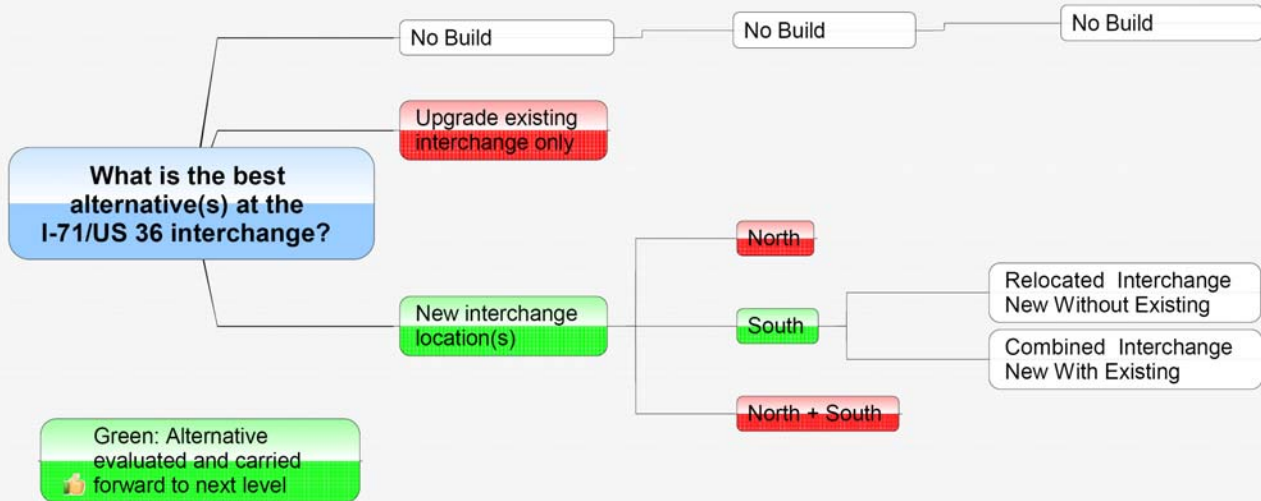 No Build
No Build
No Build
Upgrade existing
interchange only
What is the best
alternative(s) at the
I-71/US 36 interchange?
North
New interchange
location(s)
South
Relocated Interchange
New Without Existing
Combined Interchange
New With Existing
North + South
Green: Alternative
evaluated and carried
forward to next level